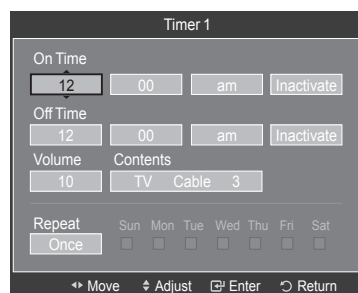 Timer 1
On Time
12 00 am Inactivate
Off Time
12 00 am Inactivate
Volume Contents
10 TV Cable 3
Repeat Sun Mon Tue Wed Thu Fri Sat
Once
Move Adjust Enter Return